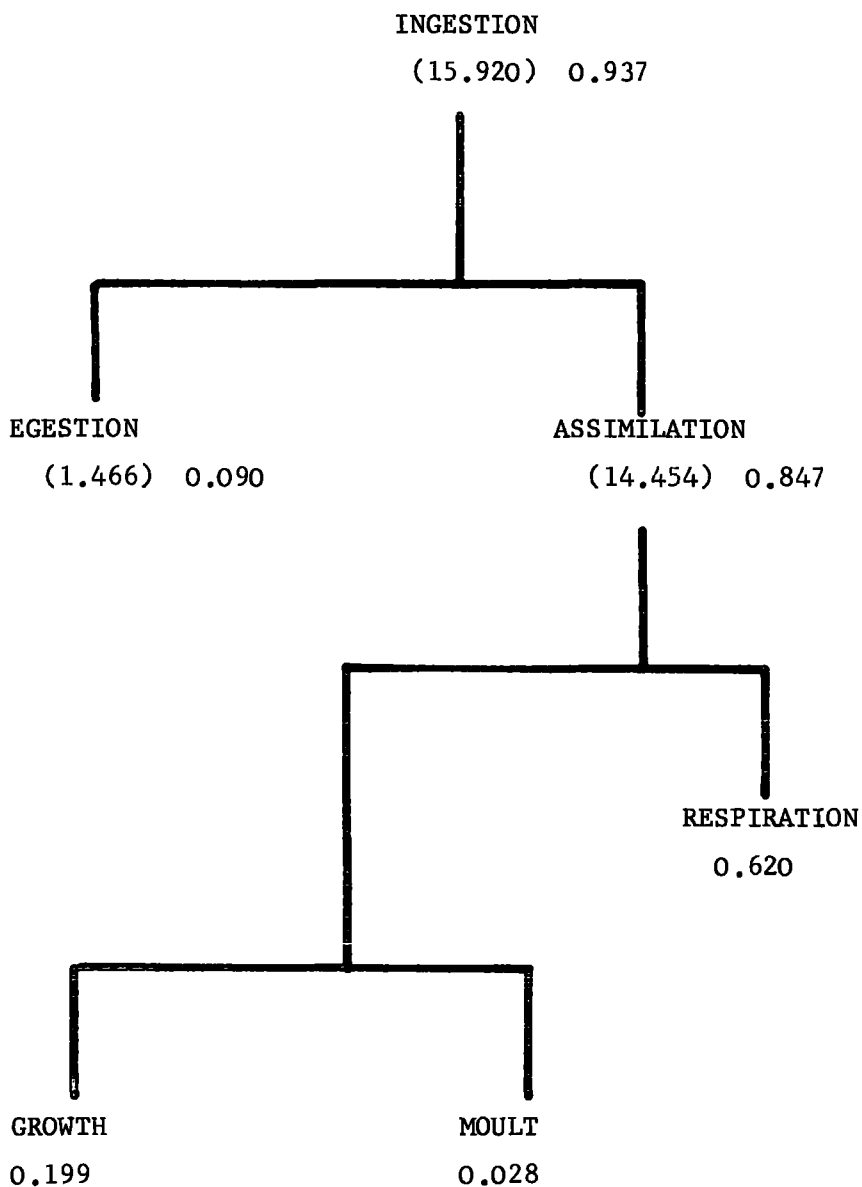 INGESTION
(15.920) 0.937
EGESTION
(1.466) 0.090
ASSIMILATION
(14.454) 0.847
RESPIRATION
0.620
GROWTH
0.199
MOULT
0.028